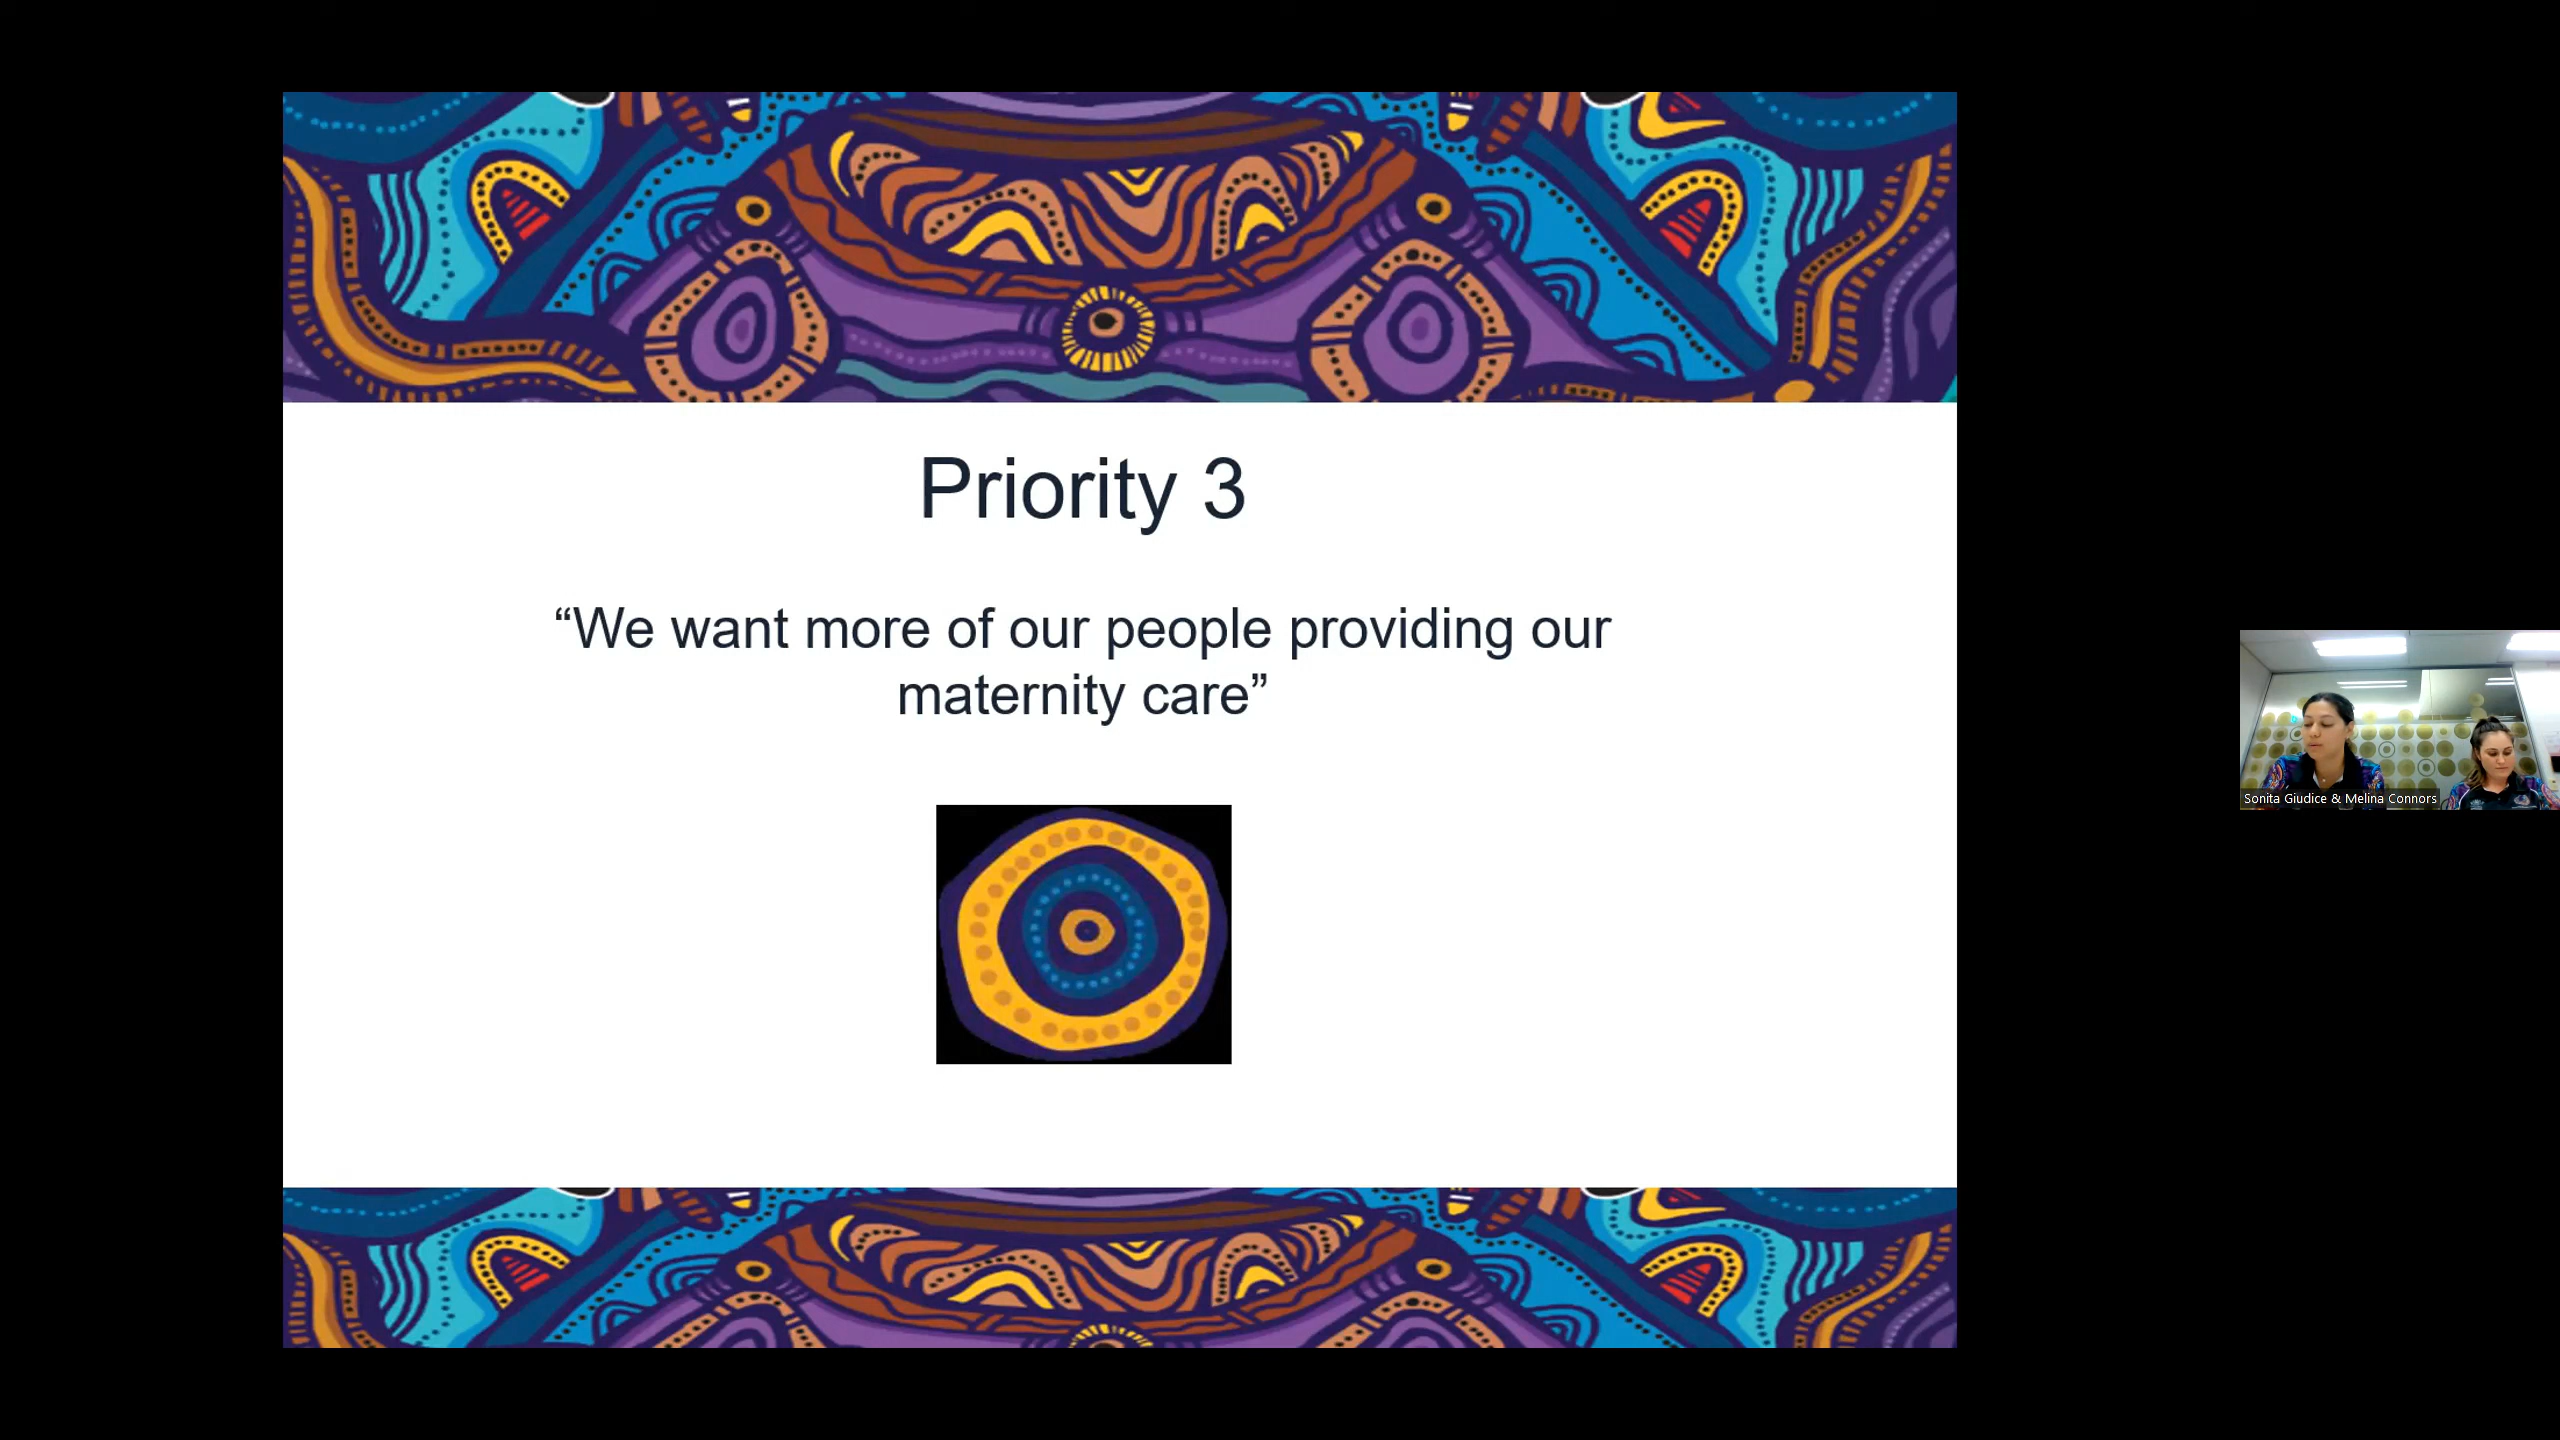 Priority 3
“We want more of our people providing our
maternity care”
Sonita Giudice & Melina Connors